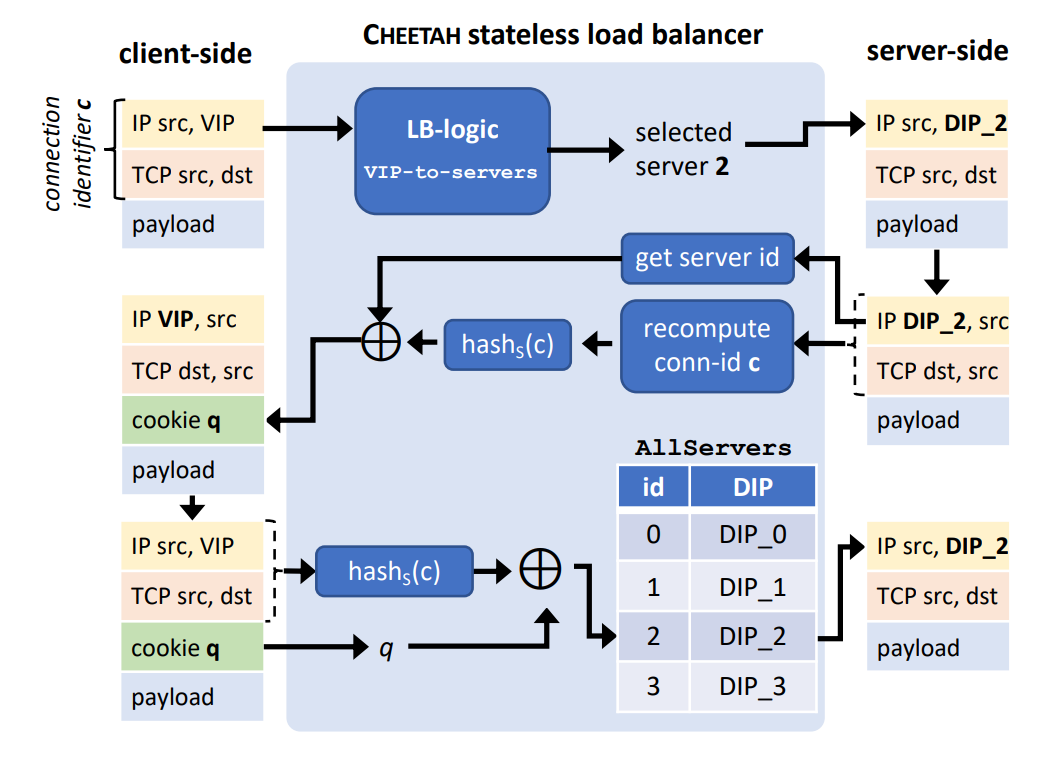 CHEETAH stateless load balancer
client-side
server-side
connection
identifier c
IP src, VIP
TCP src, dst
payload
LB-logic
VIP-to-servers
selected
server 2
IP src, DIP_2
TCP src, dst
payload
get server id
IP VIP, src
TCP dst, src
cookie q
payload
hashS(c)
recompute
conn-id c
IP DIP_2, src
TCP dst, src
payload
AllServers
id DIP
0 DIP_0
1 DIP_1
2 DIP_2
3 DIP_3
IP src, VIP
TCP src, dst
cookie q
payload
hashS(c)
q
IP src, DIP_2
TCP src, dst
payload